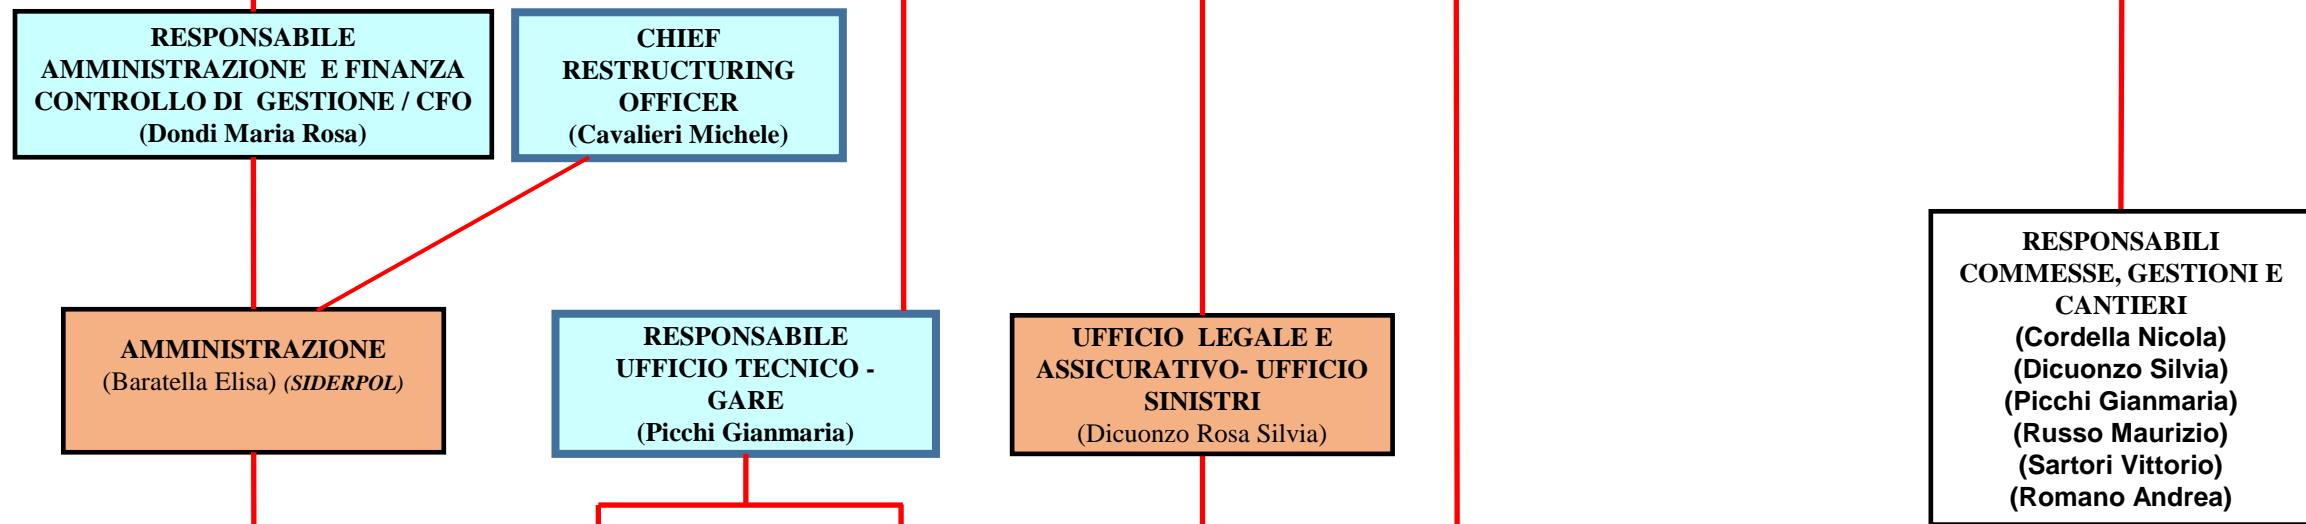 RESPONSABILE
AMMINISTRAZIONE E FINANZA
CONTROLLO DI GESTIONE / CFO
(Dondi Maria Rosa)
CHIEF
RESTRUCTURING
OFFICER
(Cavalieri Michele)
AMMINISTRAZIONE
(Baratella Elisa) (SIDERPOL)
RESPONSABILE
UFFICIO TECNICO -
GARE
(Picchi Gianmaria)
UFFICIO LEGALE E
ASSICURATIVO- UFFICIO
SINISTRI
(Dicuonzo Rosa Silvia)
RESPONSABILI
COMMESSE, GESTIONI E
CANTIERI
(Cordella Nicola)
(Dicuonzo Silvia)
(Picchi Gianmaria)
(Russo Maurizio)
(Sartori Vittorio)
(Romano Andrea)